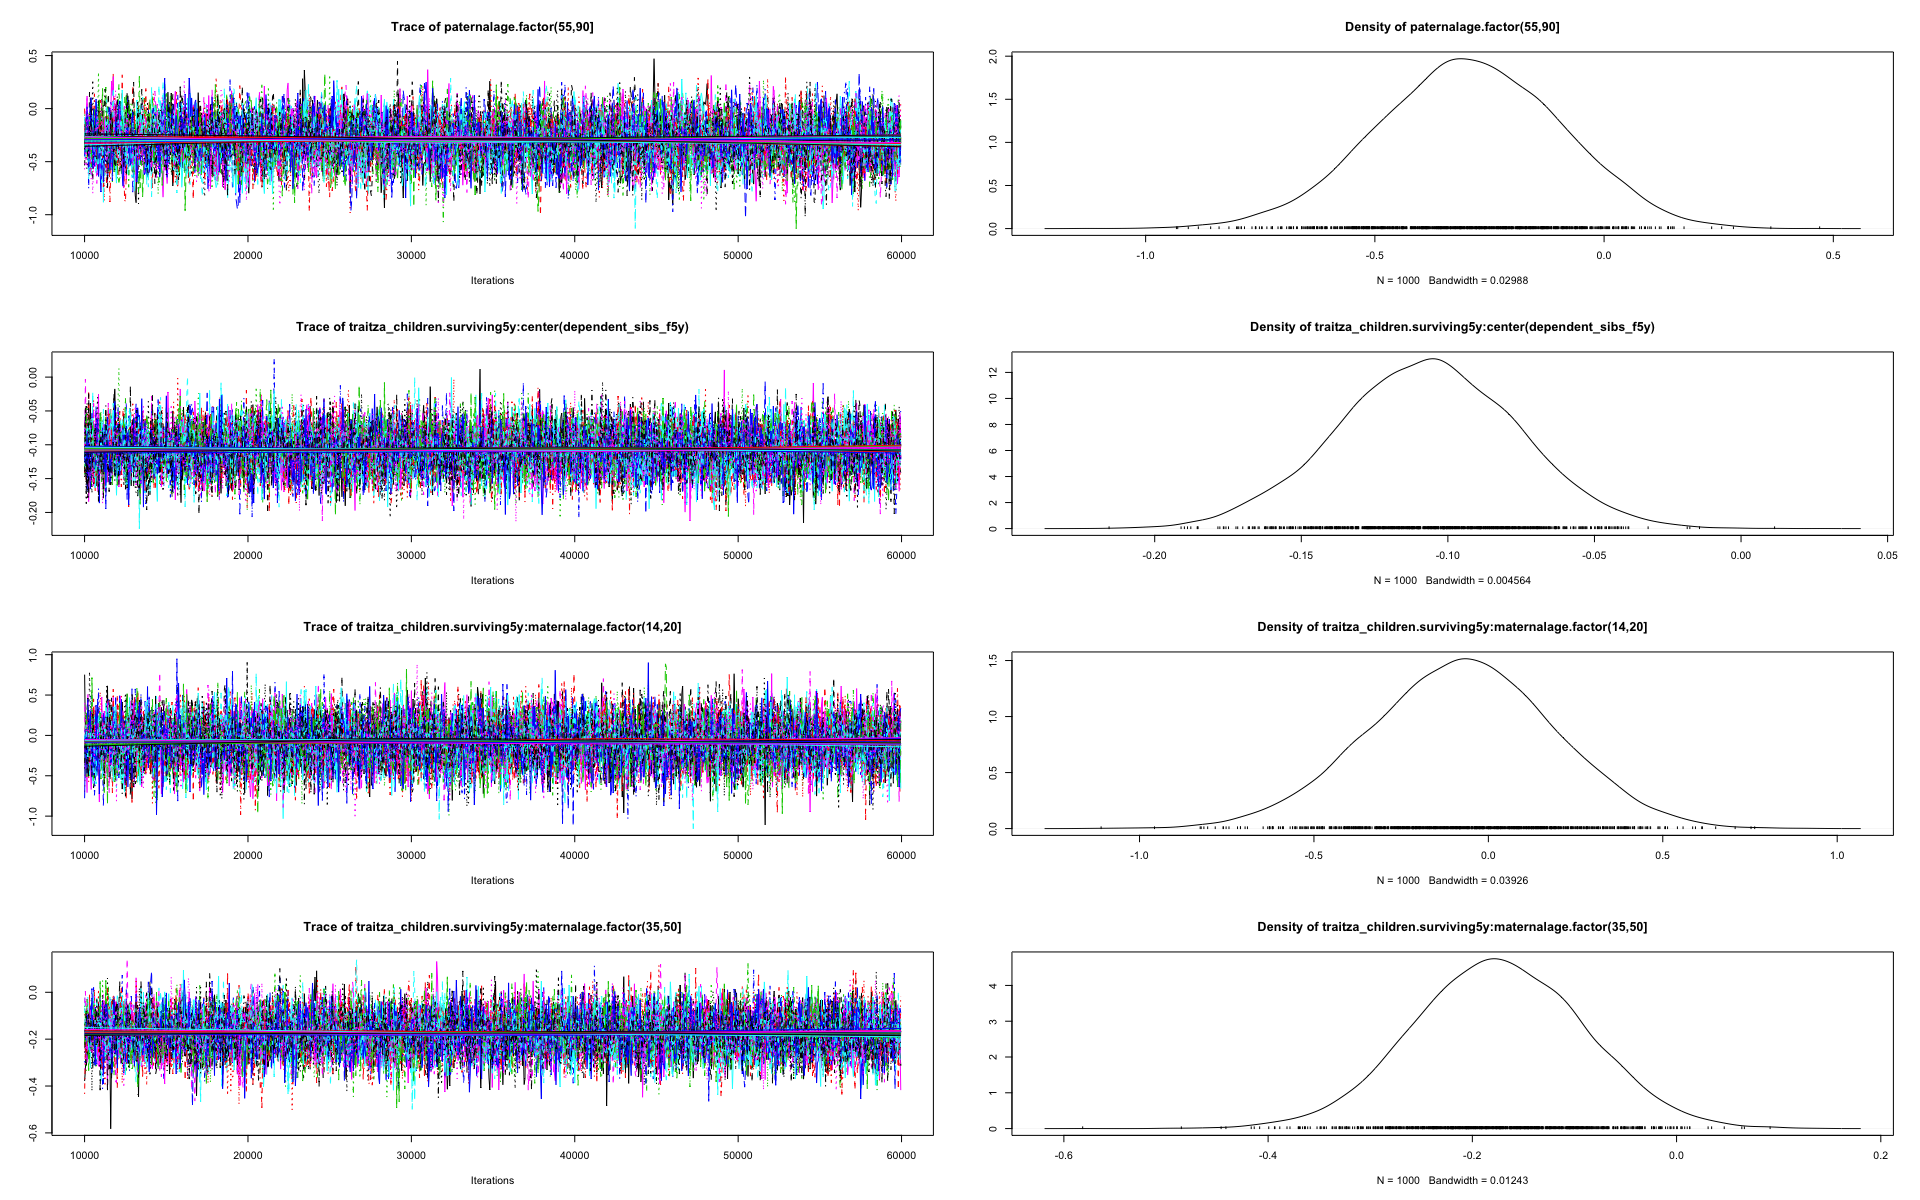 Trace of paternalage.factor(55,90]
0.5
0.0
-0.5
-1.0
10000 20000 30000 40000 50000 60000
Iterations
Density of paternalage.factor(55,90]
2.0
1.5
1.0
0.5
0.0
-1.0 -0.5 0.0 0.5
N = 1000 Bandwidth = 0.02988
Trace of traitza_children.surviving5y:center(dependent_sibs_f5y)
0.00
-0.05
-0.10
-0.15
-0.20
10000 20000 30000 40000 50000 60000
Iterations
Density of traitza_children.surviving5y:center(dependent_sibs_f5y)
12
10
8
6
4
2
0
-0.20 -0.15 -0.10 -0.05 0.00 0.05
N = 1000 Bandwidth = 0.004564
Trace of traitza_children.surviving5y:maternalage.factor(14,20]
1.0
0.5
0.0
-0.5
-1.0
10000 20000 30000 40000 50000 60000
Iterations
Density of traitza_children.surviving5y:maternalage.factor(14,20]
1.5
1.0
0.5
0.0
-1.0 -0.5 0.0 0.5 1.0
N = 1000 Bandwidth = 0.03926
Trace of traitza_children.surviving5y:maternalage.factor(35,50]
0.0
-0.2
-0.4
-0.6
10000 20000 30000 40000 50000 60000
Iterations
Density of traitza_children.surviving5y:maternalage.factor(35,50]
4
3
2
1
0
-0.6 -0.4 -0.2 0.0 0.2
N = 1000 Bandwidth = 0.01243